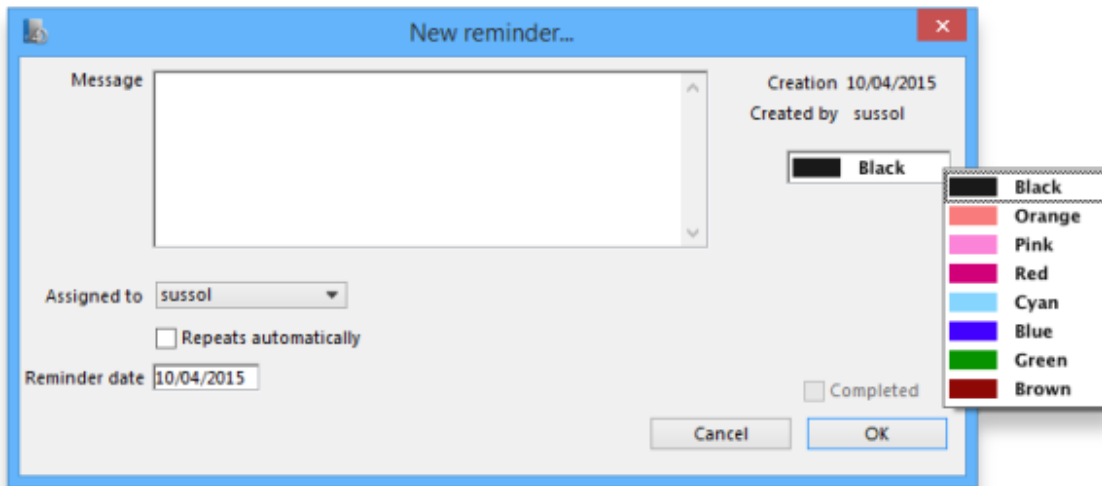 New reminder...
Message
Creation 10/04/2015
Created by sussol
Black
Black
Orange
Pink
Red
Cyan
Blue
Green
Brown
Assigned to sussol
Repeats automatically
Reminder date 10/04/2015
Completed
Cancel OK